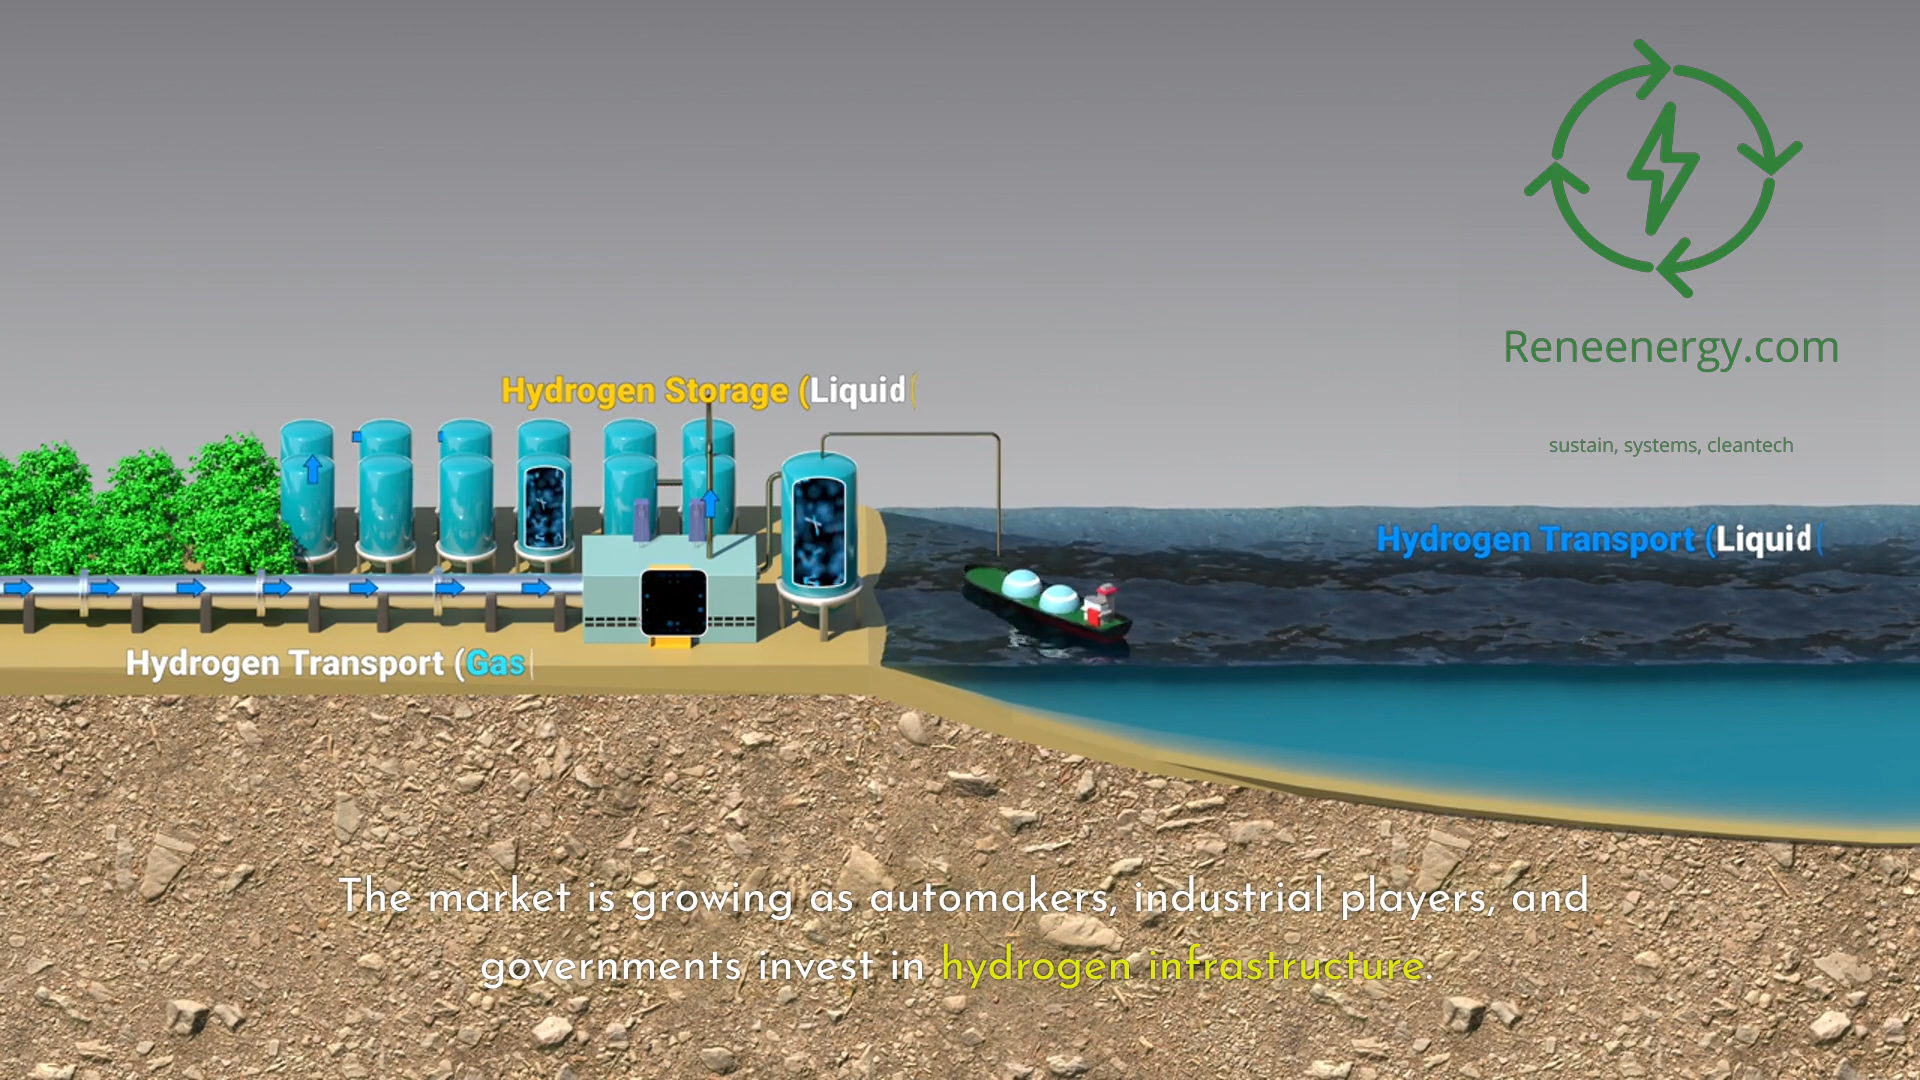 Reneenergy.com
sustain, systems, cleantech
Hydrogen Storage (Liquid
Hydrogen Transport (Liquid
Hydrogen Transport (Gas
The market is growing as automakers, industrial players, and
governments invest in hydrogen infrastructure.